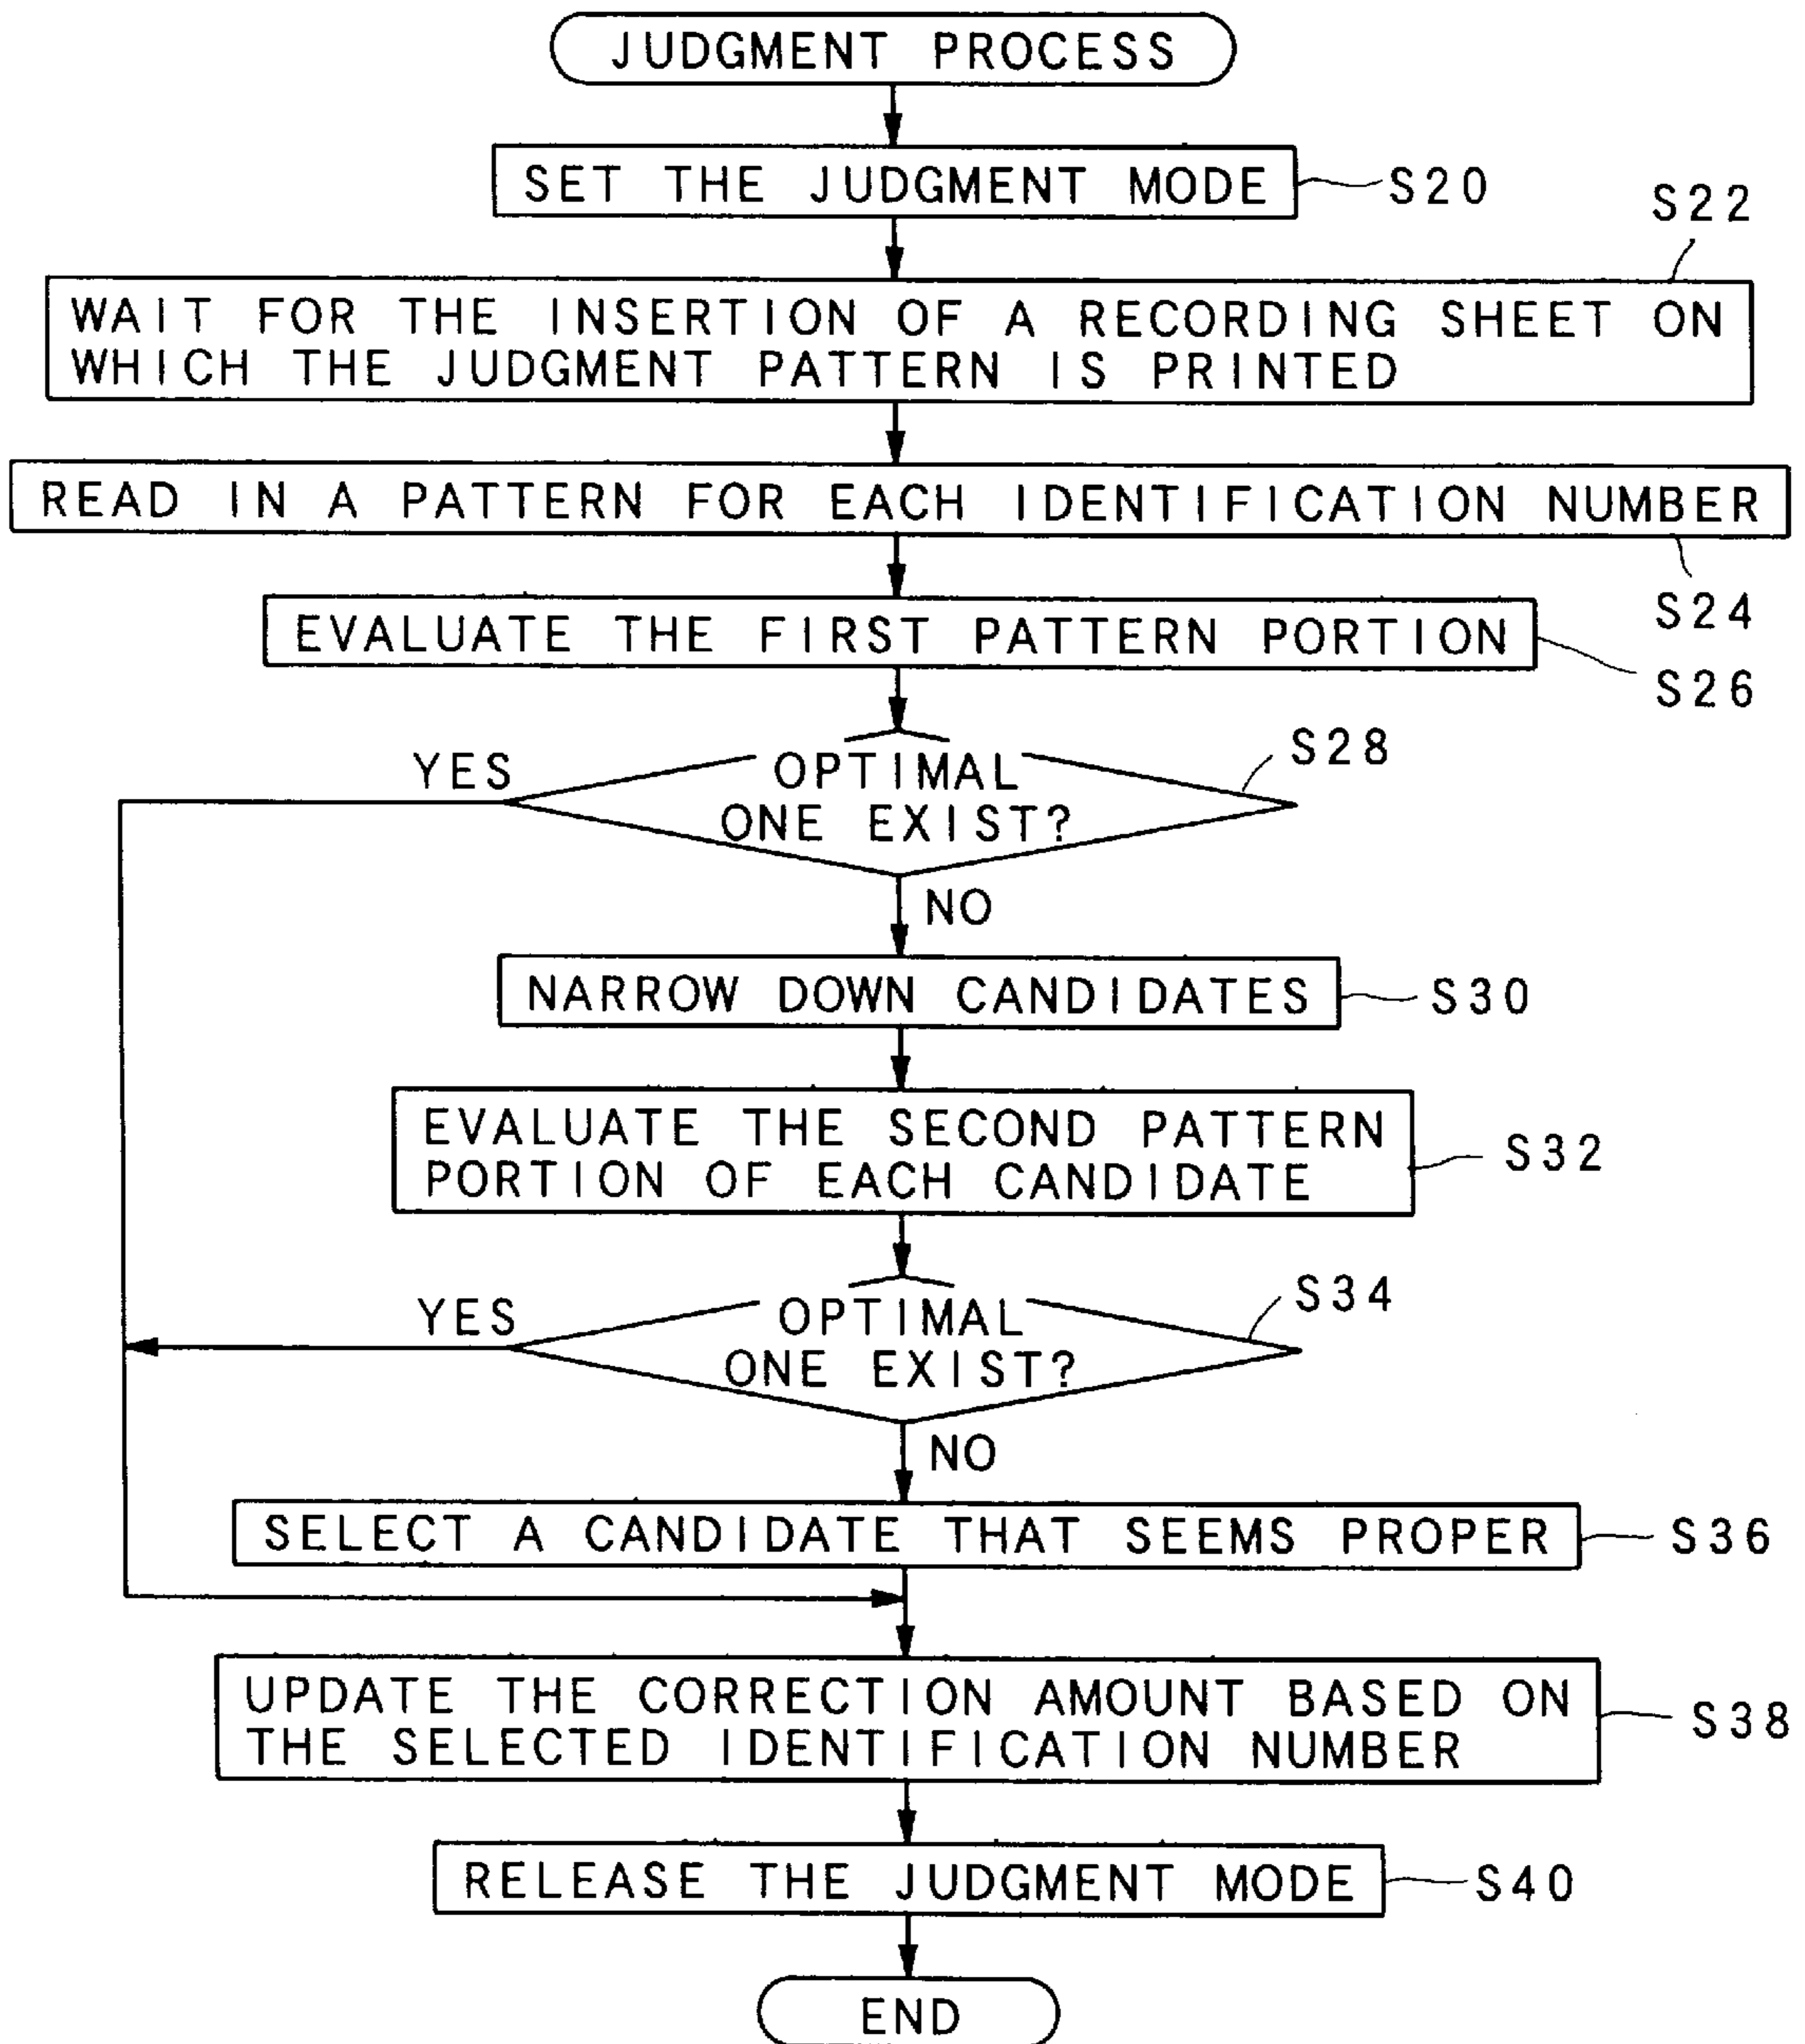 JUDGMENT PROCESS
SET THE JUDGMENT MODE
S20
S22
WAIT FOR THE INSERTION OF A RECORDING SHEET ON
WHICH THE JUDGMENT PATTERN IS PRINTED
READ IN A PATTERN FOR EACH IDENTIFICATION NUMBER
S24
EVALUATE THE FIRST PATTERN PORTION
S26
S28
YES
OPTIMAL
ONE EXIST?
NO
NARROW DOWN CANDIDATES
S30
EVALUATE THE SECOND PATTERN
PORTION OF EACH CANDIDATE
S32
S34
YES
OPTIMAL
ONE EXIST?
NO
SELECT A CANDIDATE THAT SEEMS PROPER
S36
UPDATE THE CORRECTION AMOUNT BASED ON
THE SELECTED IDENTIFICATION NUMBER
S38
RELEASE THE JUDGMENT MODE
S40
END